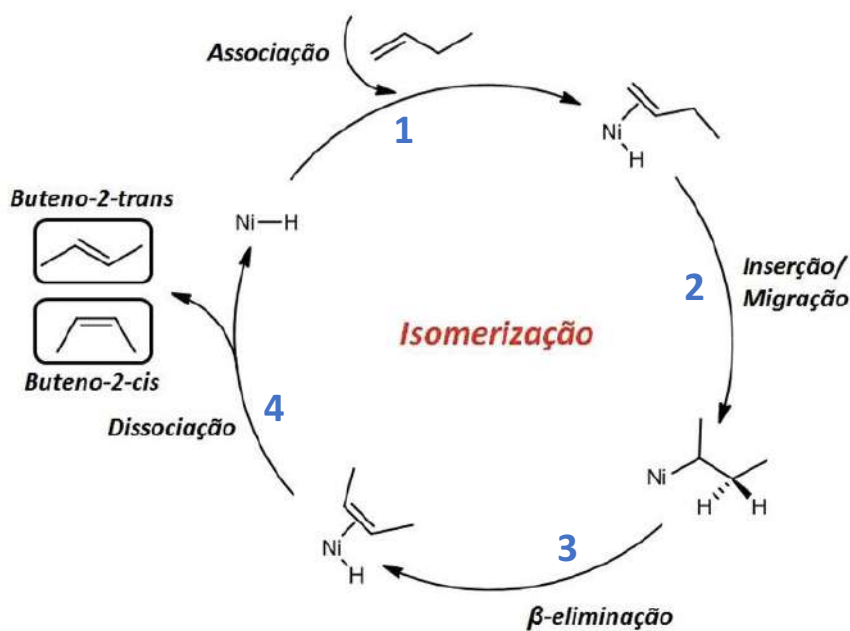 Associação
1
Ni
H
Buteno-2-trans
Ni—H
2
Inserção/
Migração
Isomerização
Buteno-2-cis
4
Dissociação
Ni
H
H
Ni
H
3
β-eliminação